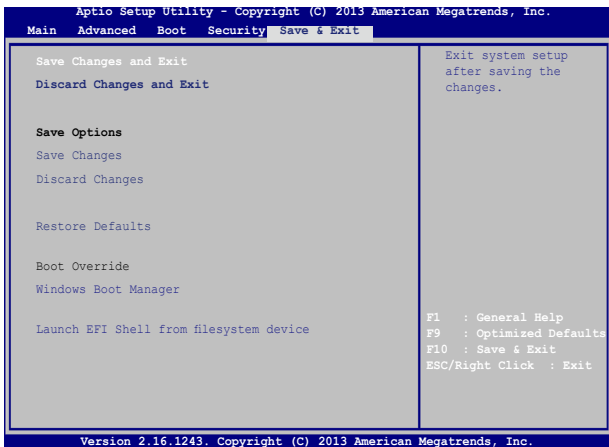 Aptio Setup Utility - Copyright (C) 2013 American Megatrends, Inc.
Main Advanced Boot Security Save & Exit
Save Changes and Exit
Discard Changes and Exit
Save Options
Save Changes
Discard Changes
Restore Defaults
Boot Override
Windows Boot Manager
Launch EFI Shell from filesystem device
Exit system setup
after saving the
changes.
F1 : General Help
F9 : Optimized Defaults
F10 : Save & Exit
ESC/Right Click : Exit
Version 2.16.1243. Copyright (C) 2013 American Megatrends, Inc.